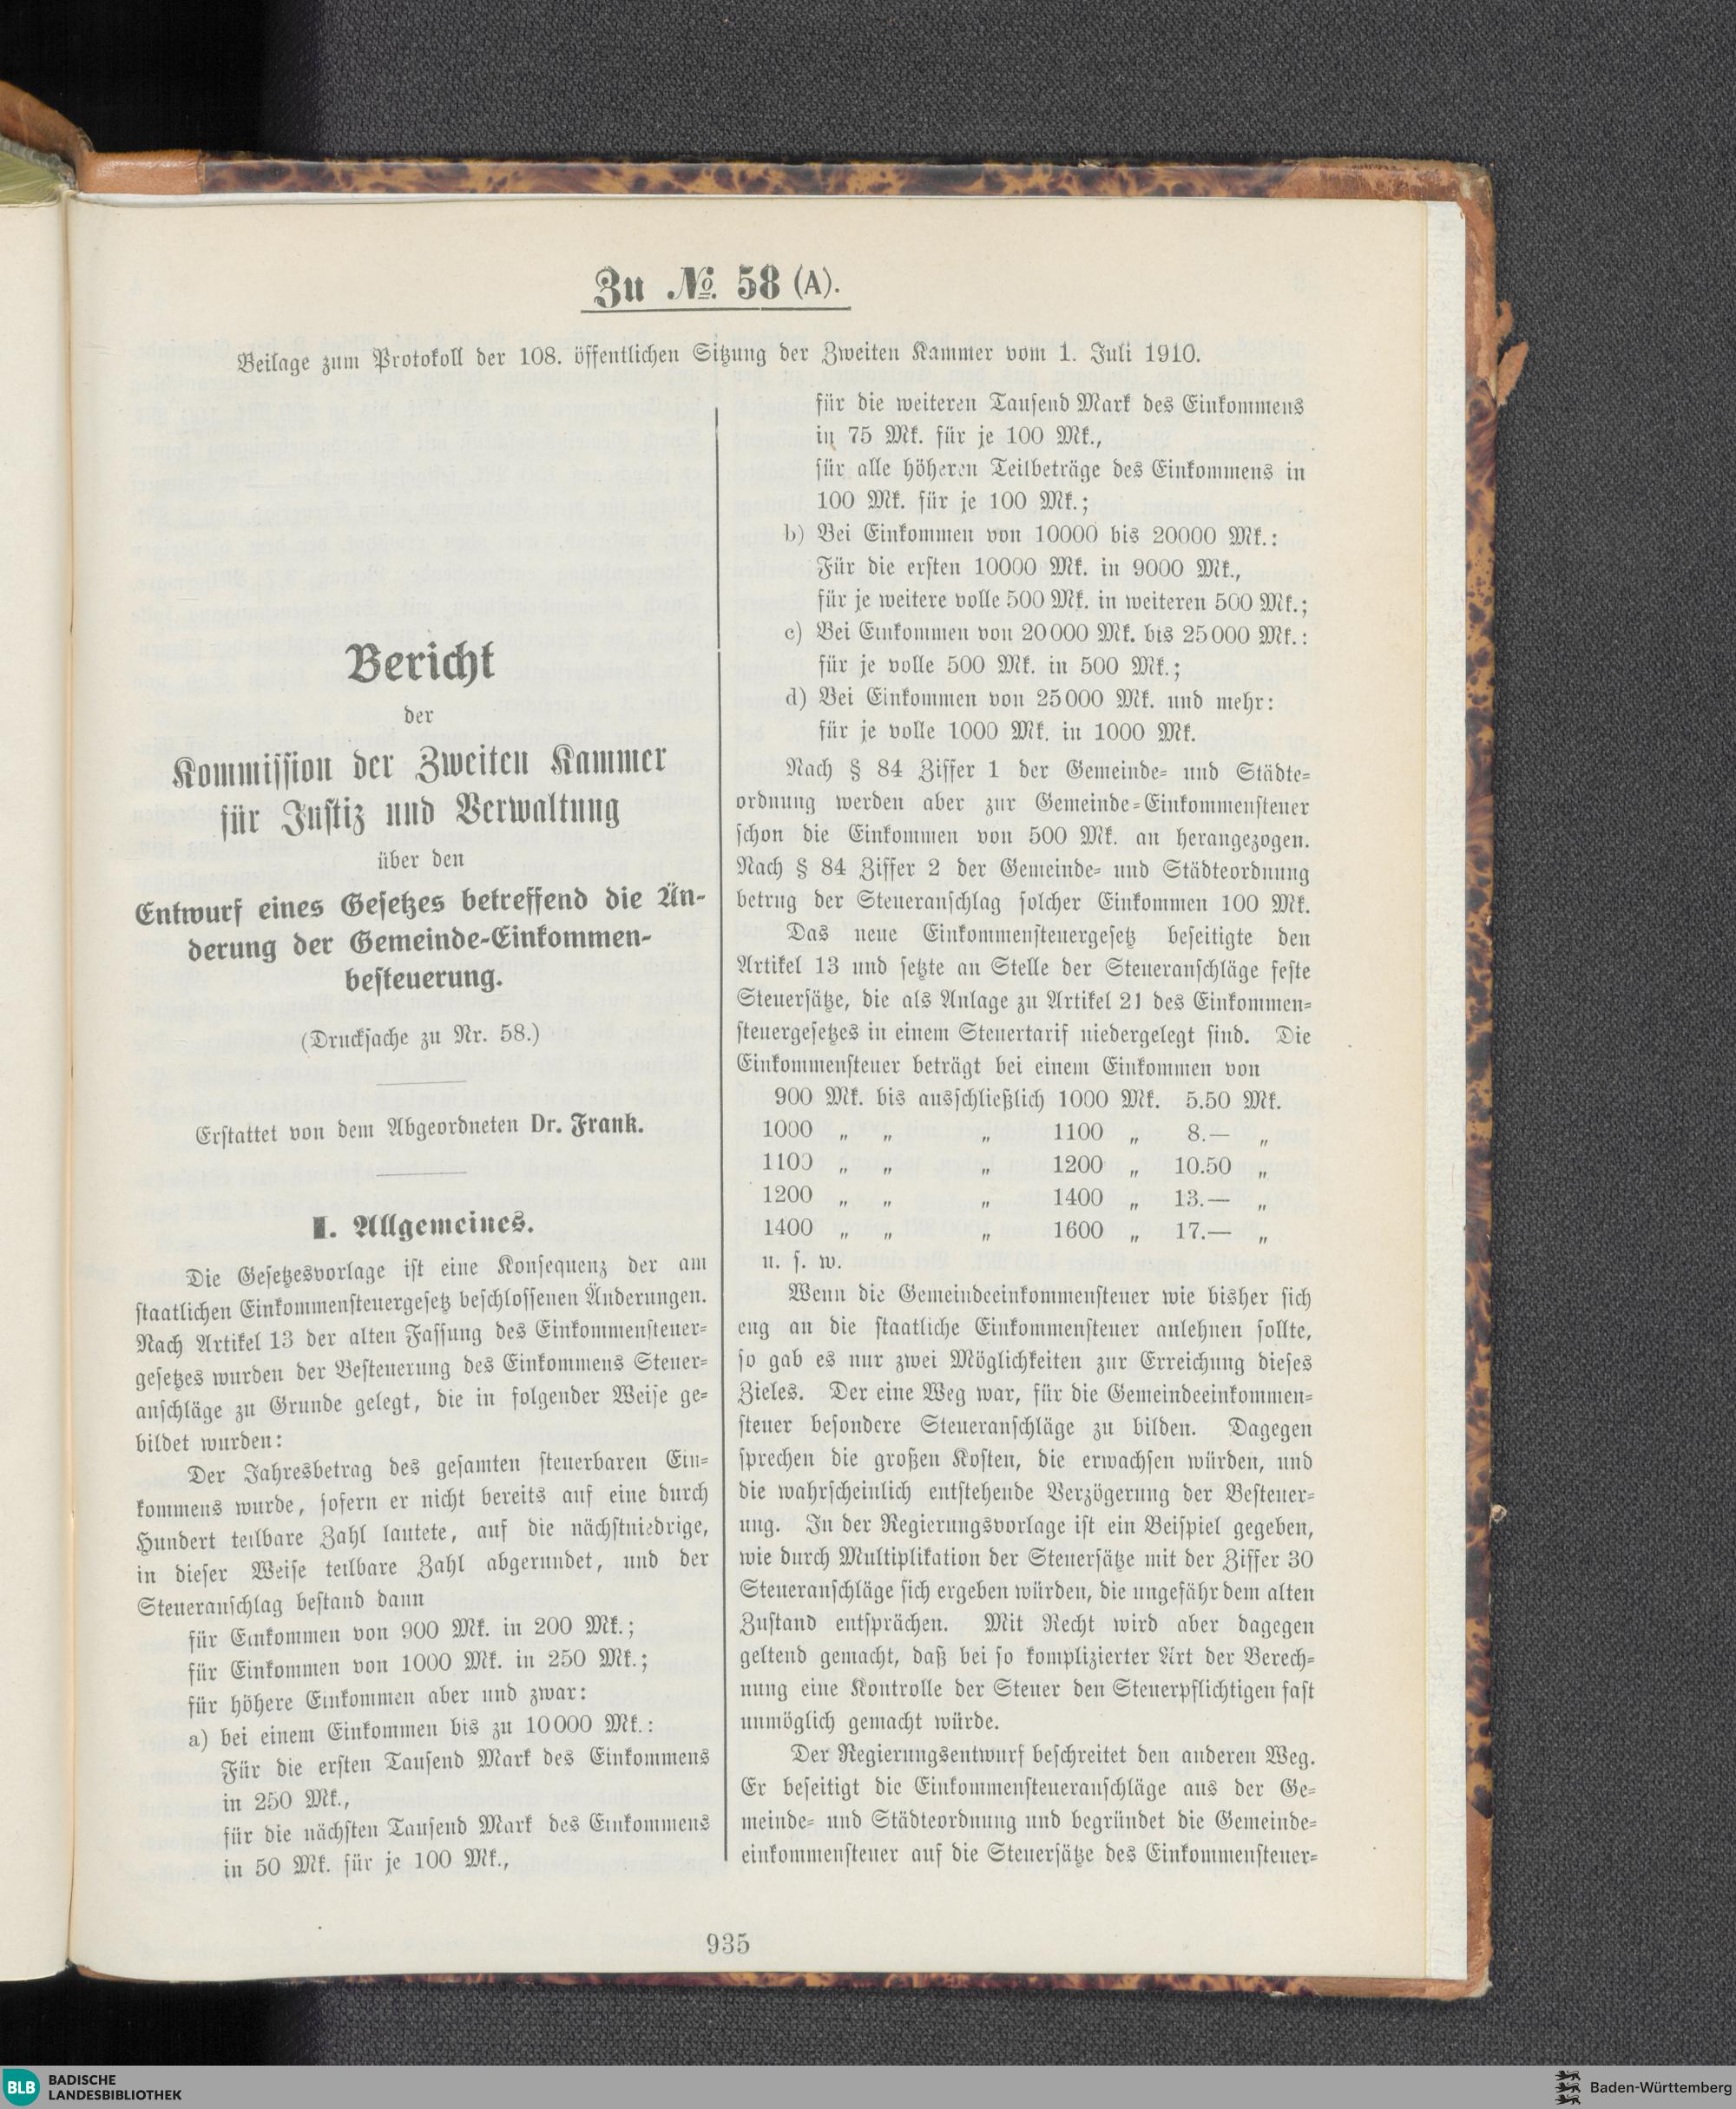 Zu No. 58 (A).
Beilage zum Protokoll der 108. öffentlichen Sitzung der Zweiten Kammer vom 1. Juli 1910.
Bericht
der
Kommission der Zweiten Kammer
für Justiz und Verwaltung
über den
Entwurf eines Gesetzes betreffend die Än-
derung der Gemeinde-Einkommen-
besteuerung.
(Drucksache zu Nr. 58.)
Erstattet von dem Abgeordneten Dr. Frank.
I. Allgemeines.
Die Gesetzesvorlage ist eine Konsequenz der am
staatlichen Einkommensteuergesetz beschlossenen Änderungen.
Nach Artikel 13 der alten Fassung des Einkommensteuer-
gesetzes wurden der Besteuerung des Einkommens Steuer-
anschläge zu Grunde gelegt, die in folgender Weise ge-
bildet wurden:
Der Jahresbetrag des gesamten steuerbaren Ein-
kommens wurde, sofern er nicht bereits auf eine durch
Hundert teilbare Zahl lautete, auf die nächstniedrige,
in dieser Weise teilbare Zahl abgerundet, und der
Steueranschlag bestand dann
für Einkommen von 900 Mk. in 200 Mk.;
für Einkommen von 1000 Mk. in 250 Mk.;
für höhere Einkommen aber und zwar:
a) bei einem Einkommen bis zu 10000 Mk.:
Für die ersten Tausend Mark des Einkommens
in 250 Mk.,
für die nächsten Tausend Mark des Einkommens
in 50 Mk. für je 100 Mk.,
für die weiteren Tausend Mark des Einkommens
in 75 Mk. für je 100 Mk.,
für alle höheren Teilbeträge des Einkommens in
100 Mk. für je 100 Mk.;
b) Bei Einkommen von 10000 bis 20000 Mk.:
Für die ersten 10000 Mk. in 9000 Mk.,
für je weitere volle 500 Mk. in weiteren 500 Mk.;
c) Bei Einkommen von 20000 Mk. bis 25000 Mk.:
für je volle 500 Mk. in 500 Mk.;
d) Bei Einkommen von 25000 Mk. und mehr:
für je volle 1000 Mk. in 1000 Mk.
Nach § 84 Ziffer 1 der Gemeinde- und Städte-
ordnung werden aber zur Gemeinde-Einkommensteuer
schon die Einkommen von 500 Mk. an herangezogen.
Nach § 84 Ziffer 2 der Gemeinde- und Städteordnung
betrug der Steueranschlag solcher Einkommen 100 Mk.
Das neue Einkommensteuergesetz beseitigte den
Artikel 13 und setzte an Stelle der Steueranschläge feste
Steuersätze, die als Anlage zu Artikel 21 des Einkommen-
steuergesetzes in einem Steuertarif niedergelegt sind. Die
Einkommensteuer beträgt bei einem Einkommen von
900 Mk. bis ausschließlich 1000 Mk. 5.50 Mk.
1000 „ „ „ 1100 „ 8.— „
1100 „ „ „ 1200 „ 10.50 „
1200 „ „ „ 1400 „ 13.— „
1400 „ „ „ 1600 „ 17.— „
u. s. w.
Wenn die Gemeindeeinkommensteuer wie bisher sich
eng an die staatliche Einkommensteuer anlehnen sollte,
so gab es nur zwei Möglichkeiten zur Erreichung dieses
Zieles. Der eine Weg war, für die Gemeindeeinkommen-
steuer besondere Steueranschläge zu bilden. Dagegen
sprechen die großen Kosten, die erwachsen würden, und
die wahrscheinlich entstehende Verzögerung der Besteuer-
ung. In der Regierungsvorlage ist ein Beispiel gegeben,
wie durch Multiplikation der Steuersätze mit der Ziffer 30
Steueranschläge sich ergeben würden, die ungefähr dem alten
Zustand entsprächen. Mit Recht wird aber dagegen
geltend gemacht, daß bei so komplizierter Art der Berech-
nung eine Kontrolle der Steuer den Steuerpflichtigen fast
unmöglich gemacht würde.
Der Regierungsentwurf beschreitet den anderen Weg.
Er beseitigt die Einkommensteueranschläge aus der Ge-
meinde- und Städteordnung und begründet die Gemeinde-
einkommensteuer auf die Steuersätze des Einkommensteuer-
935
BLB BADISCHE
LANDESBIBLIOTHEK
Baden-Württemberg